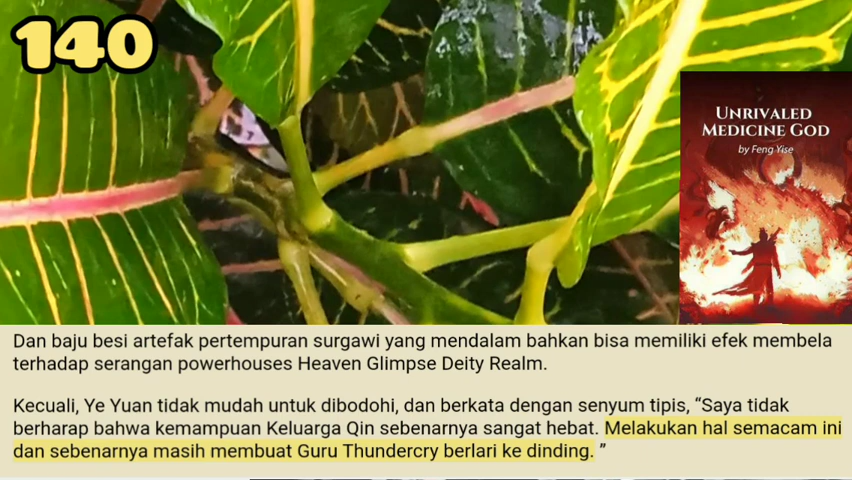 140
UNRIVALED
MEDICINE GOD
by Feng Yise
Dan baju besi artefak pertempuran surgawi yang mendalam bahkan bisa memiliki efek membela
terhadap serangan powerhouses Heaven Glimpse Deity Realm.
Kecuali, Ye Yuan tidak mudah untuk dibodohi, dan berkata dengan senyum tipis, “Saya tidak
berharap bahwa kemampuan Keluarga Qin sebenarnya sangat hebat. Melakukan hal semacam ini
dan sebenarnya masih membuat Guru Thundercry berlari ke dinding. ”